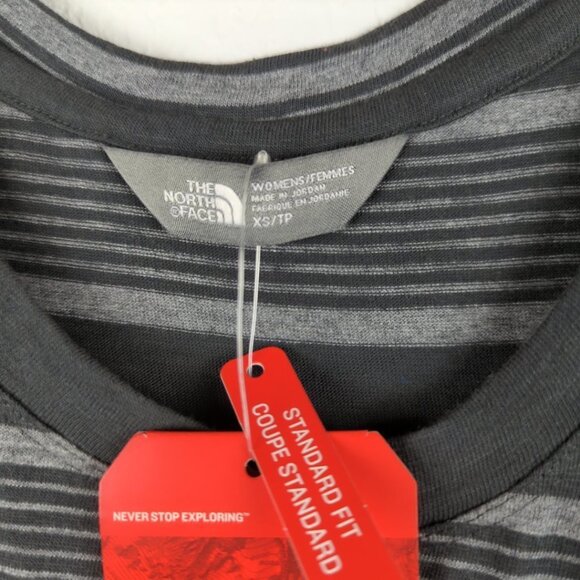 THE
NORTH
FACE
WOMENS/FEMMES
MADE IN JORDAN
FABRIQUE EN JORDANIE
XS/TP
STANDARD FIT
COUPE STANDARD
NEVER STOP EXPLORING™